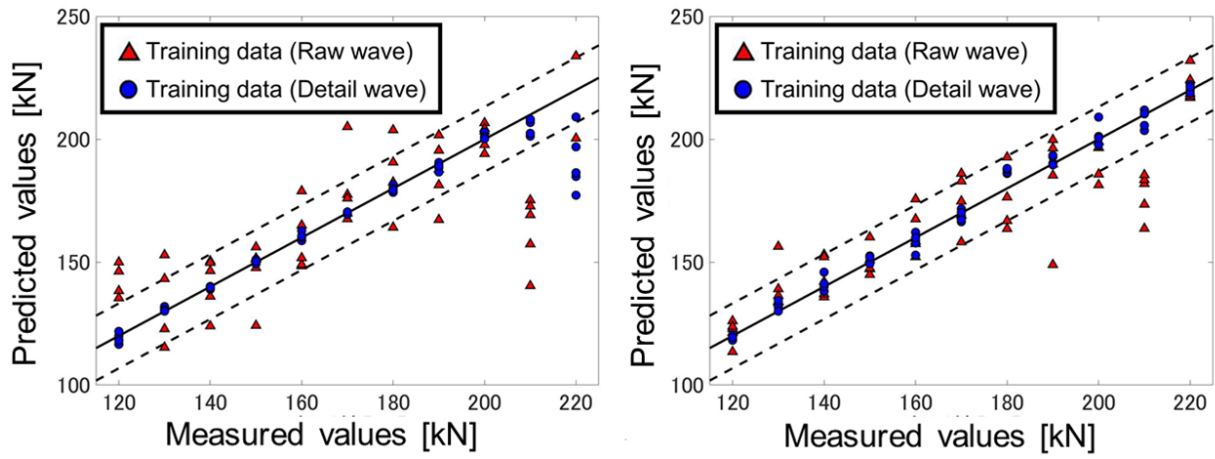 250
200
150
100
Predicted values [kN]
Training data (Raw wave)
Training data (Detail wave)
120 140 160 180 200 220
Measured values [kN]
250
200
150
100
Predicted values [kN]
Training data (Raw wave)
Training data (Detail wave)
120 140 160 180 200 220
Measured values [kN]